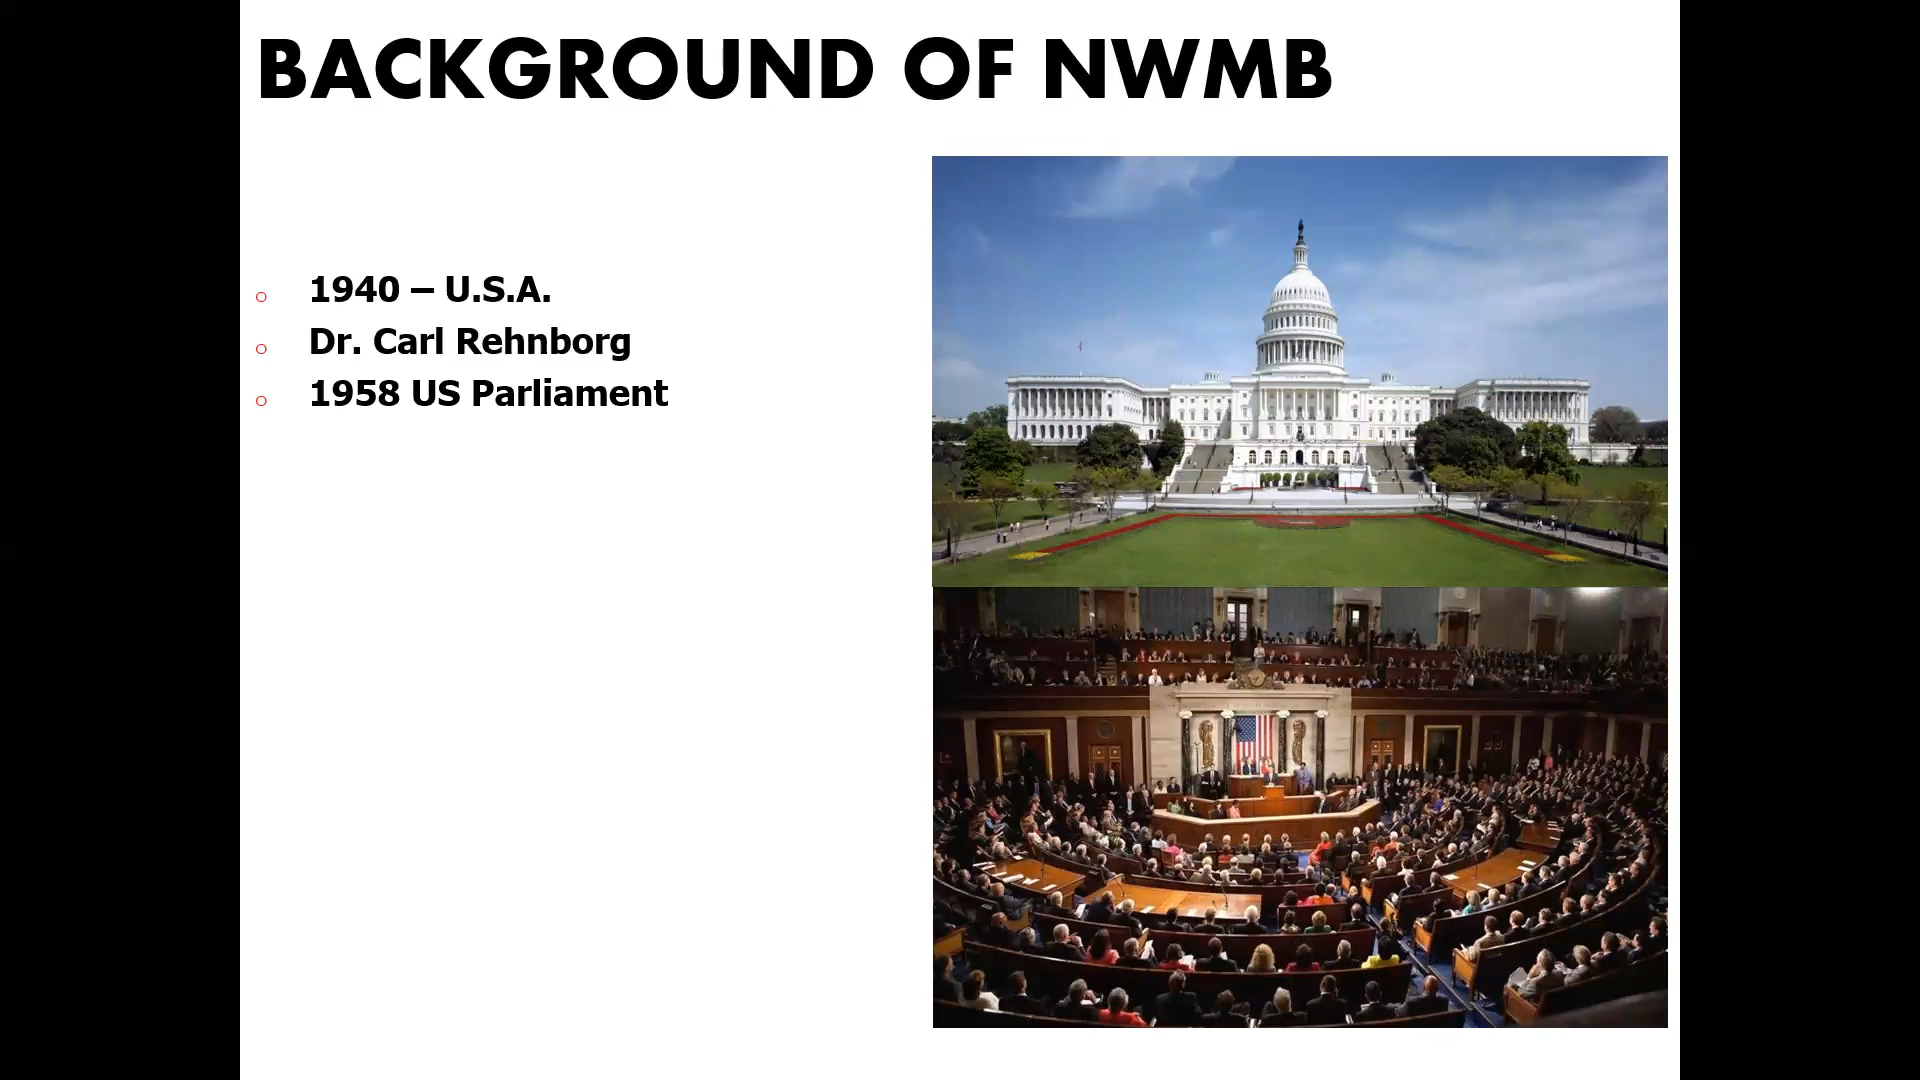 BACKGROUND OF NWMB
1940 – U.S.A.
Dr. Carl Rehnborg
1958 US Parliament